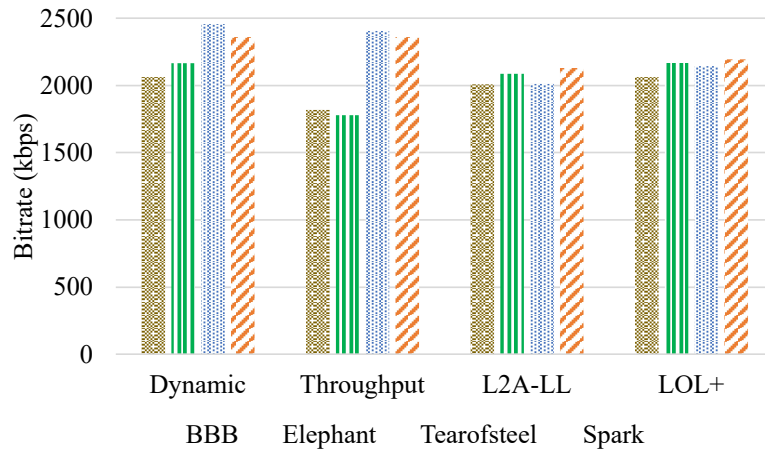 Bitrate (kbps)
2500
2000
1500
1000
500
0
Dynamic Throughput L2A-LL LOL+
BBB Elephant Tearofsteel Spark